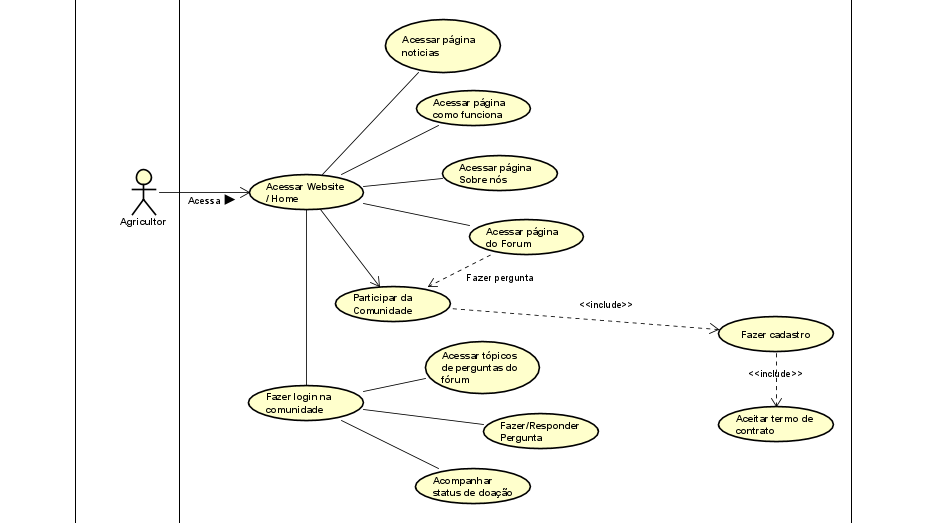 Acessar página
noticias
Acessar página
como funciona
Acessar página
Sobre nós
Acessar Website
/ Home
Acessa ▶
Agricultor
Acessar página
do Forum
Fazer pergunta
Participar da
Comunidade
<<include>>
Fazer cadastro
<<include>>
Aceitar termo de
contrato
Acessar tópicos
de perguntas do
fórum
Fazer login na
comunidade
Fazer/Responder
Pergunta
Acompanhar
status de doação